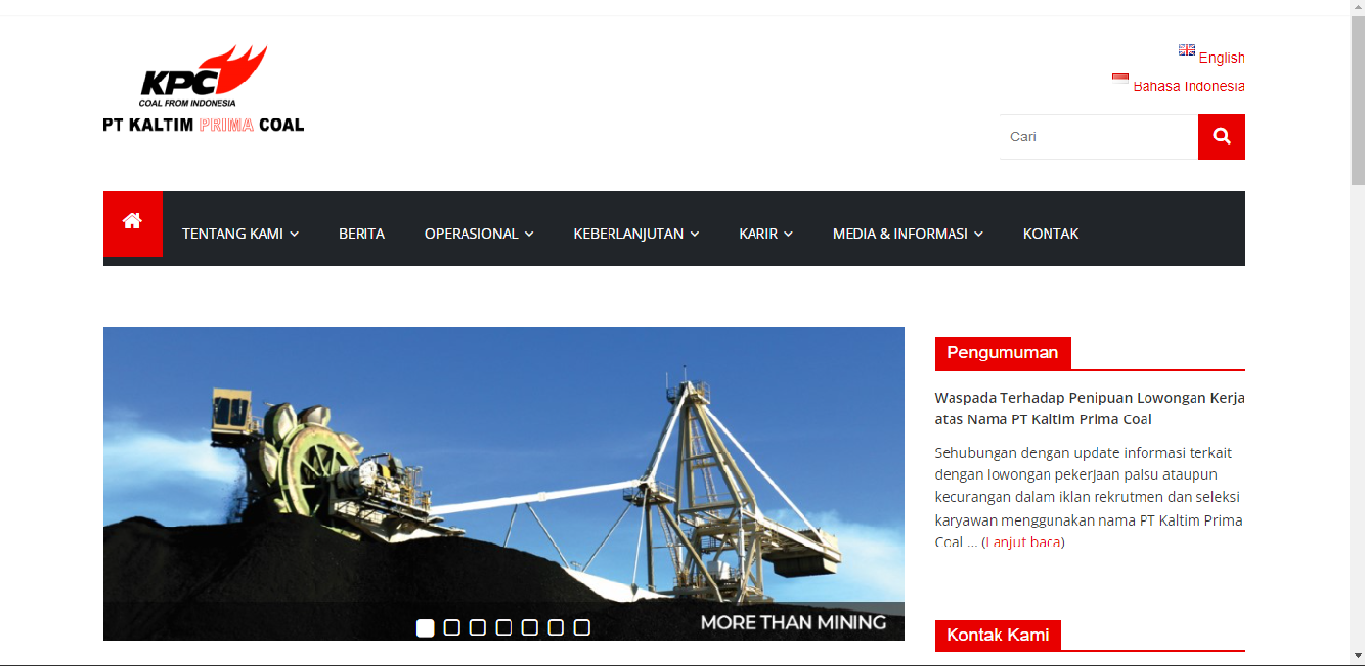 KPC
COAL FROM INDONESIA
PT KALTIM PRIMA COAL
English
Bahasa Indonesia
Cari
TENTANG KAMI
BERITA
OPERASIONAL
KEBERLANJUTAN
KARIR
MEDIA & INFORMASI
KONTAK
MORE THAN MINING
Pengumuman
Waspada Terhadap Penipuan Lowongan Kerja
atas Nama PT Kaltim Prima Coal
Sehubungan dengan update informasi terkait
dengan lowongan pekerjaan palsu ataupun
kecurangan dalam iklan rekrutmen dan seleksi
karyawan menggunakan nama PT Kaltim Prima
Coal ... (Lanjut baca)
Kontak Kami